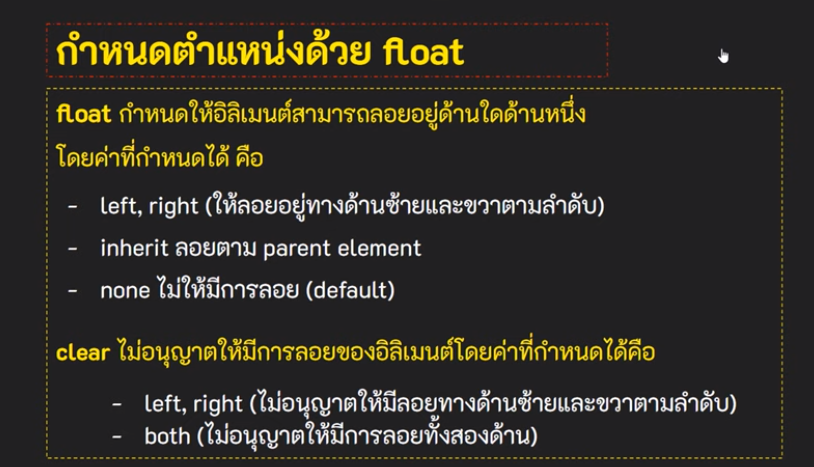 กำหนดตำแหน่งด้วย float
float กำหนดให้อิลิเมนต์สามารถลอยอยู่ด้านใดด้านหนึ่ง
โดยค่าที่กำหนดได้ คือ
- left, right (ให้ลอยอยู่ทางด้านซ้ายและขวาตามลำดับ)
- inherit ลอยตาม parent element
- none ไม่ให้มีการลอย (default)
clear ไม่อนุญาตให้มีการลอยของอิลิเมนต์โดยค่าที่กำหนดได้คือ
- left, right (ไม่อนุญาตให้มีลอยทางด้านซ้ายและขวาตามลำดับ)
- both (ไม่อนุญาตให้มีการลอยทั้งสองด้าน)